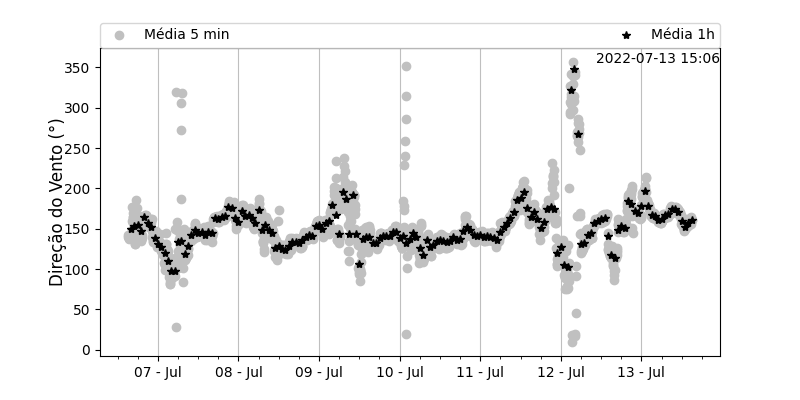 Média 5 min
Média 1h
2022-07-13 15:06
Direção do Vento (°)
350
300
250
200
150
100
50
0
07 - Jul
08 - Jul
09 - Jul
10 - Jul
11 - Jul
12 - Jul
13 - Jul